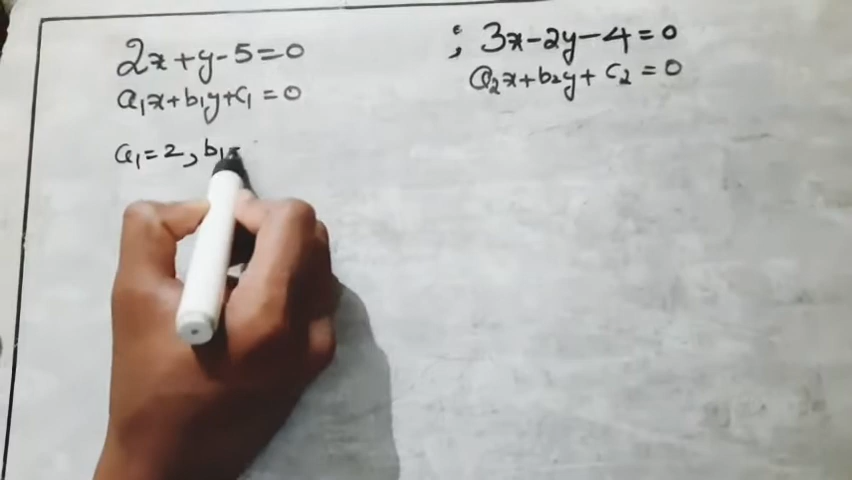 2x+y-5=0 ; 3x-2y-4=0
a₁x+b₁y+c₁=0 a₂x+b₂y+c₂=0
a₁=2, b₁=